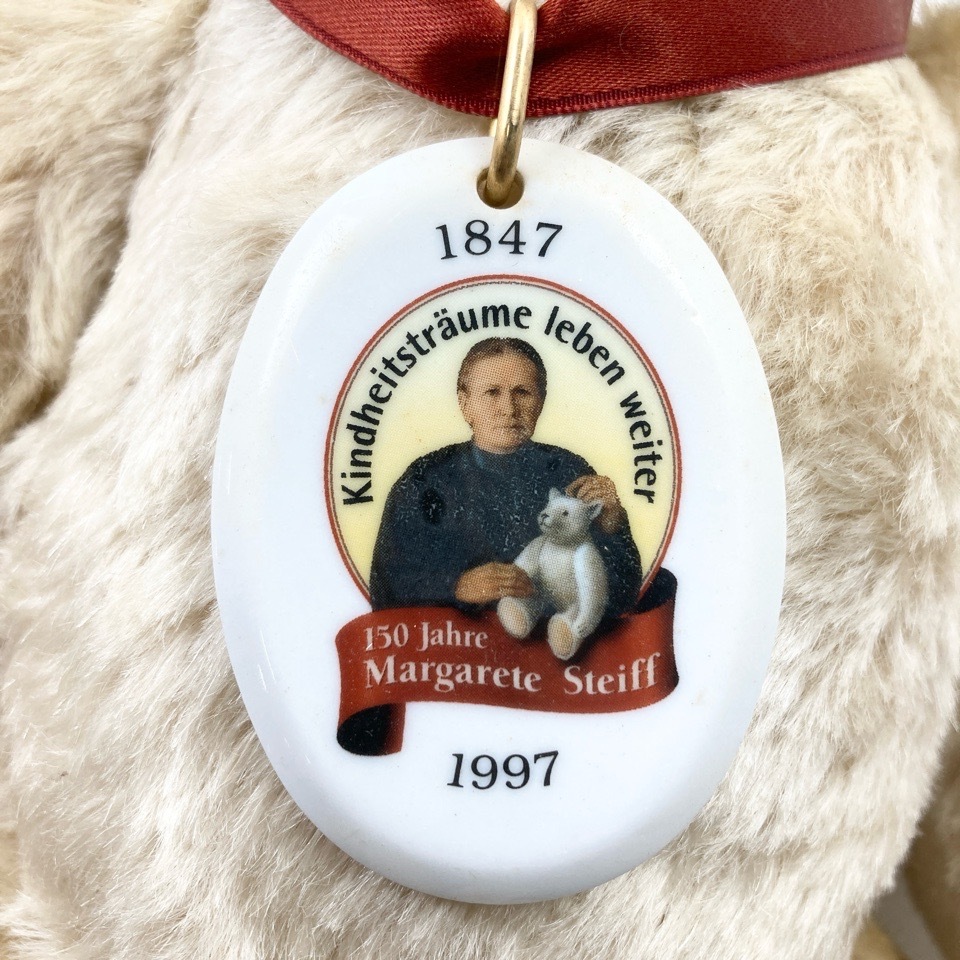 1847
Kindheitsträume leben weiter
150 Jahre
Margarete Steiff
1997